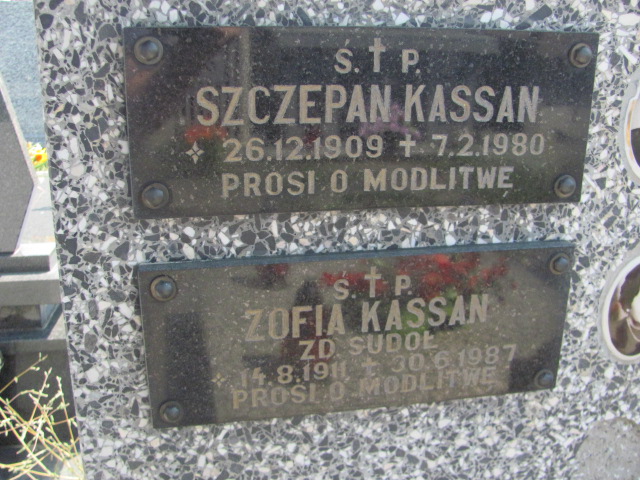 Ś. † P.
SZCZEPAN KASSAN
* 26.12.1909 + 7.2.1980
PROSI O MODLITWĘ
Ś. † P.
ZOFIA KASSAN
ZD SUDOŁ
* 14.8.1911 + 30.6.1987
PROSI O MODLITWĘ